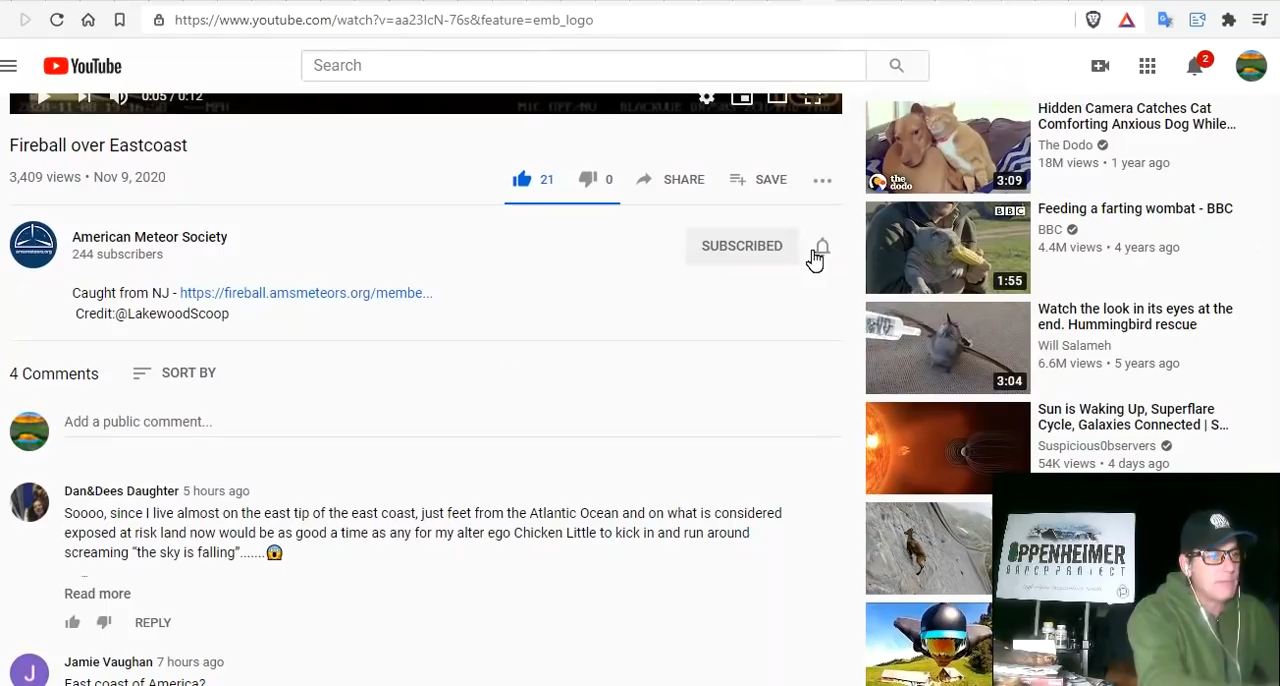 https://www.youtube.com/watch?v=aa23lcN-76s&feature=emb_logo
YouTube
Search
2
0:05 / 0:12
Fireball over Eastcoast
3,409 views • Nov 9, 2020
21
0
SHARE
SAVE
American Meteor Society
244 subscribers
SUBSCRIBED
Caught from NJ - https://fireball.amsmeteors.org/membe...
Credit:@LakewoodScoop
4 Comments
SORT BY
Add a public comment...
Dan&Dees Daughter 5 hours ago
Soooo, since I live almost on the east tip of the east coast, just feet from the Atlantic Ocean and on what is considered
exposed at risk land now would be as good a time as any for my alter ego Chicken Little to kick in and run around
screaming “the sky is falling”.......😱
Read more
REPLY
J
Jamie Vaughan 7 hours ago
East coast of America?
Hidden Camera Catches Cat
Comforting Anxious Dog While...
The Dodo
18M views • 1 year ago
the
dodo
3:09
Feeding a farting wombat - BBC
BBC
4.4M views • 4 years ago
BBC
1:55
Watch the look in its eyes at the
end. Hummingbird rescue
Will Salameh
6.6M views • 5 years ago
3:04
Sun is Waking Up, Superflare
Cycle, Galaxies Connected | S...
Suspicious0bservers
54K views • 4 days ago
OPPENHEIMER
RANCH PROJECT